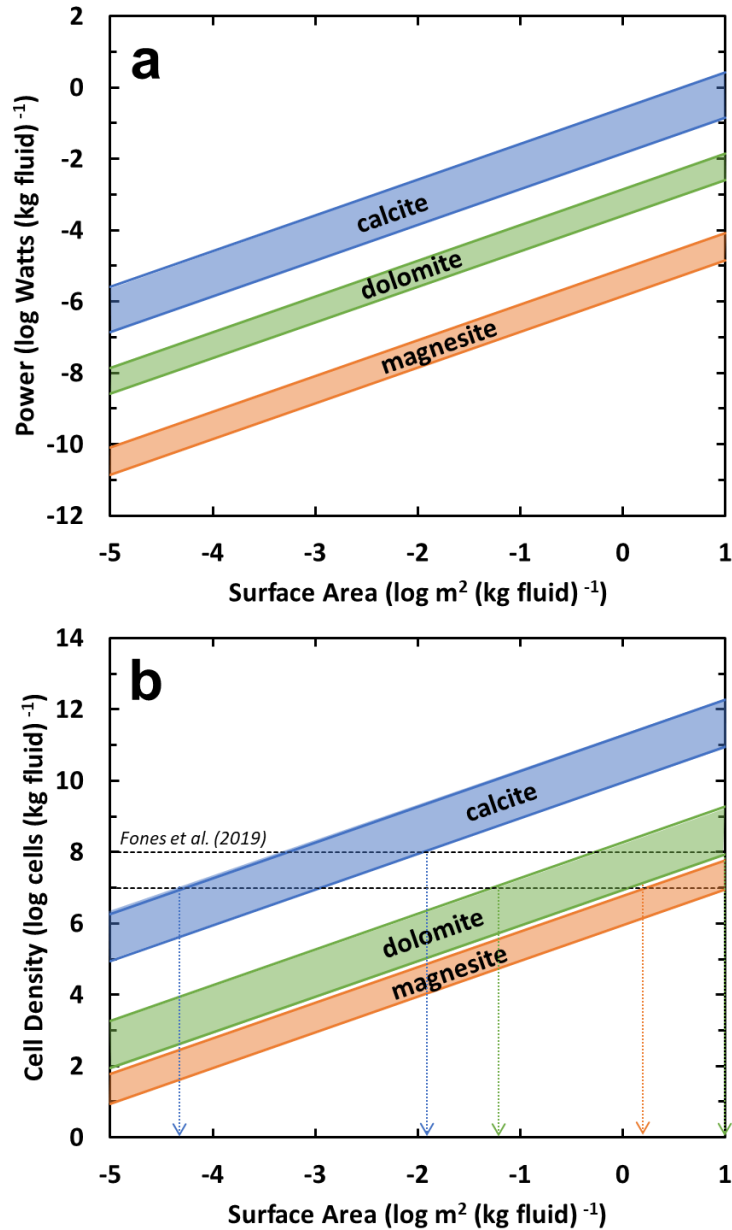 a
2
0
-2
-4
-6
-8
-10
-12
Power (log Watts (kg fluid) -1
calcite
dolomite
magnesite
-5 -4 -3 -2 -1 0 1
Surface Area (log m2 (kg fluid) -1
b
14
12
10
8
6
4
2
0
Cell Density (log cells (kg fluid) -1
Fones et al. (2019)
calcite
dolomite
magnesite
-5 -4 -3 -2 -1 0 1
Surface Area (log m2 (kg fluid) -1